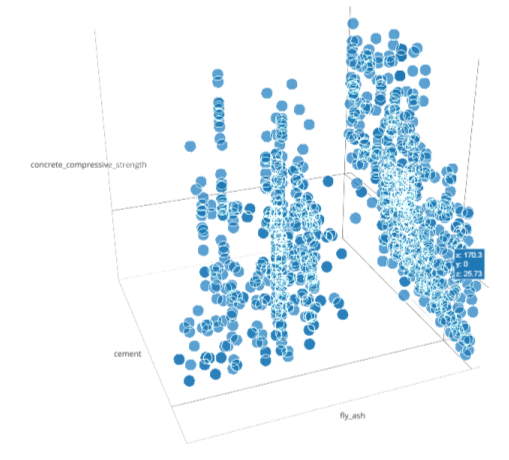 concrete_compressive_strength
x: 170.3
y: 0
z: 25.73
cement
fly_ash